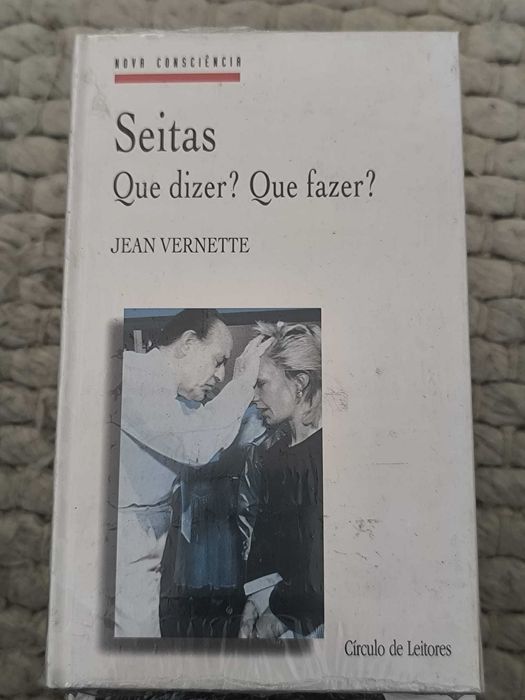 NOVA CONSCIÊNCIA
Seitas
Que dizer? Que fazer?
JEAN VERNETTE
Círculo de Leitores